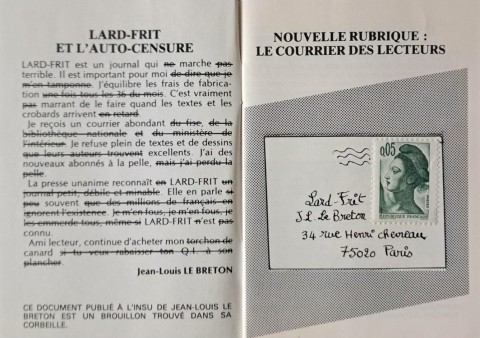 LARD-FRIT
ET L'AUTO-CENSURE
LARD-FRIT est un journal qui ne marche pas
terrible. Il est important pour moi de dire que je
m'en tamponne. J'équilibre les frais de fabrica-
tion une fois tous les 36 du mois. C'est vraiment
pas marrant de le faire quand les textes et les
crobards arrivent en retard.
Je reçois un courrier abondant du fisc, de la
bibliothèque nationale et du ministère de
l'intérieur. Je refuse plein de textes et de dessins
que leurs auteurs trouvent excellents. J'ai des
nouveaux abonnés à la pelle, mais j'ai perdu la
pelle.
La presse unanime reconnaît en LARD-FRIT un
journal petit, débile et minable. Elle en parle si
peu souvent que des millions de français en
ignorent l'existence. Je m'en fous, je m'en fous, je
les emmerde tous, même si LARD-FRIT n'est pas
connu.
Ami lecteur, continue d'acheter mon torchon de
canard si tu veux rabaisser ton Q.I. à son
plancher.
Jean-Louis LE BRETON
CE DOCUMENT PUBLIÉ À L'INSU DE JEAN-LOUIS LE
BRETON EST UN BROUILLON TROUVÉ DANS SA
CORBEILLE.
NOUVELLE RUBRIQUE :
LE COURRIER DES LECTEURS
0,05
POSTES
REPUBLIQUE FRANÇAISE
Lard-Frit
J.L. Le Breton
34 rue Henri Chevreau
75020 Paris